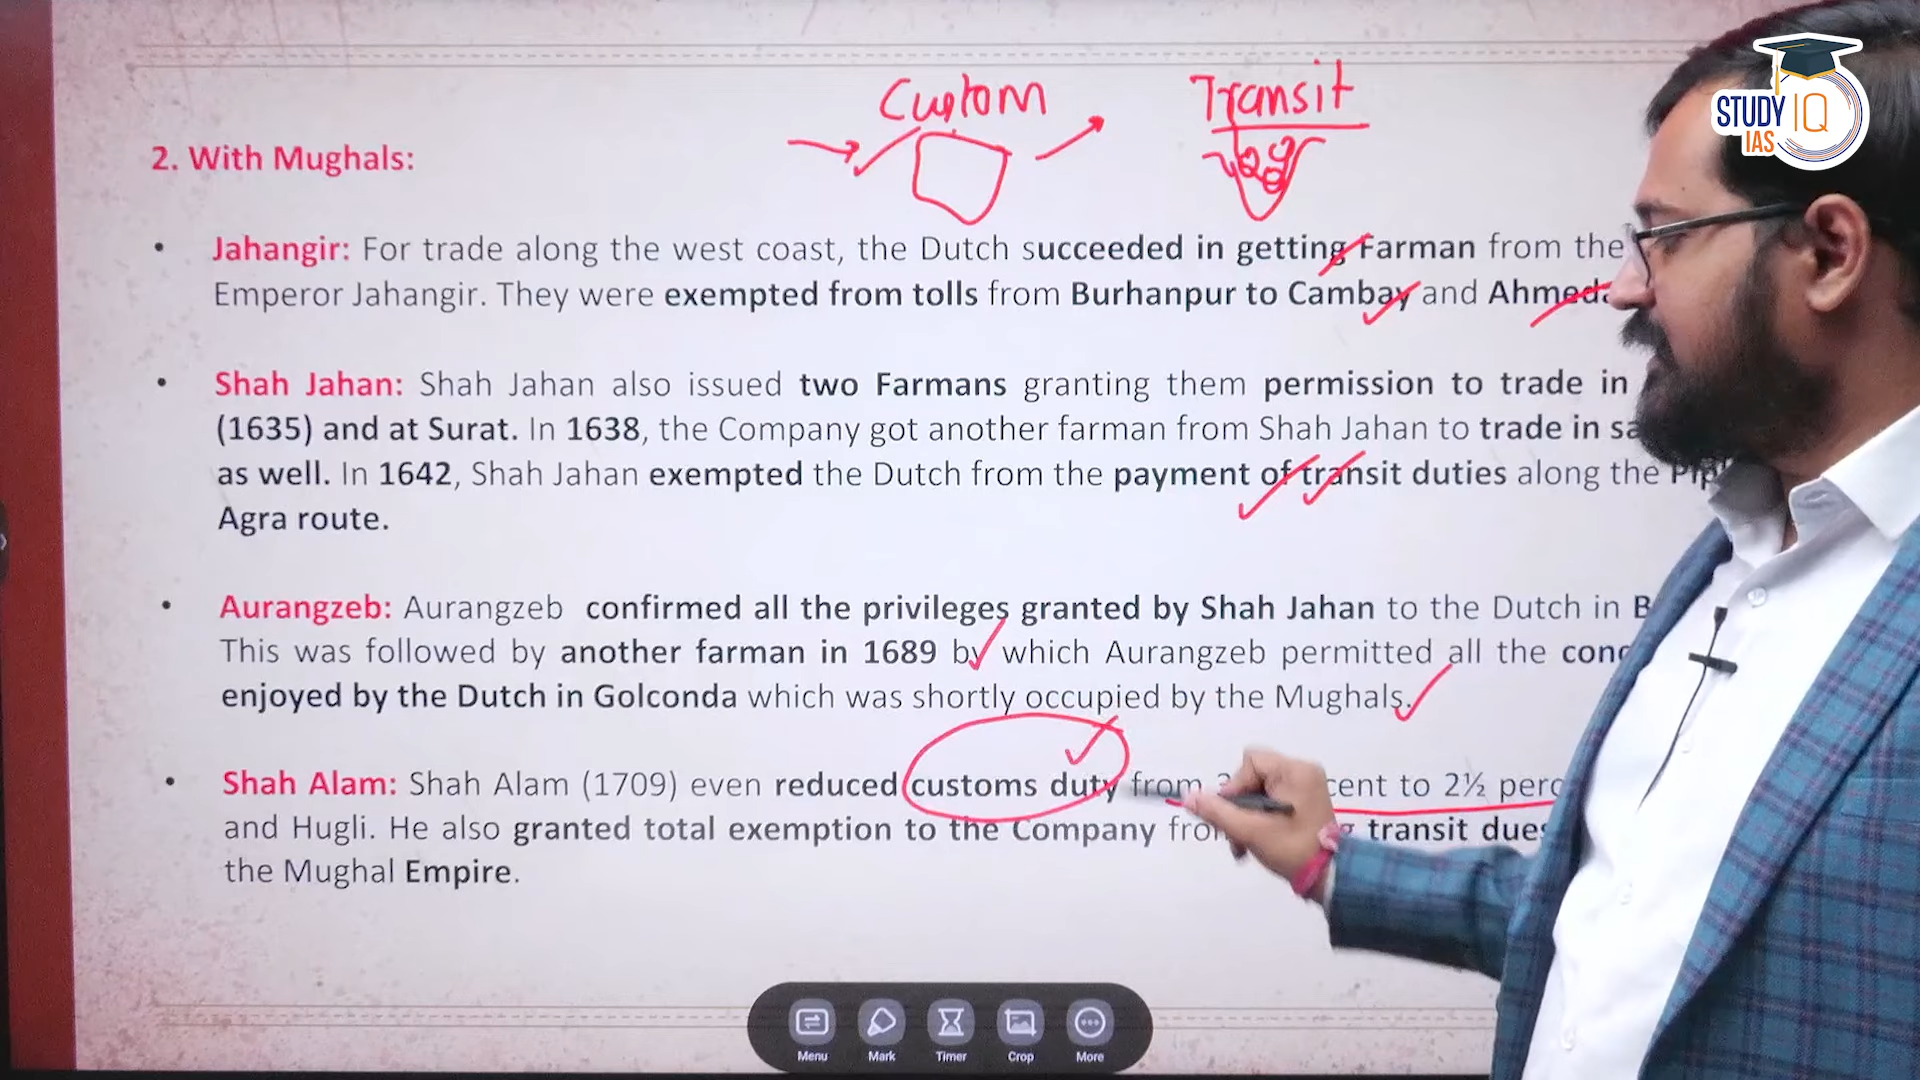 Custom
Transit
STUDY IQ
IAS
2. With Mughals:
• Jahangir: For trade along the west coast, the Dutch succeeded in getting Farman from the
Emperor Jahangir. They were exempted from tolls from Burhanpur to Cambay and
• Shah Jahan: Shah Jahan also issued two Farmans granting them permission to trade in
(1635) and at Surat. In 1638, the Company got another farman from Shah Jahan to trade in
as well. In 1642, Shah Jahan exempted the Dutch from the payment of transit duties along the
Agra route.
• Aurangzeb: Aurangzeb confirmed all the privileges granted by Shah Jahan to the Dutch in
This was followed by another farman in 1689 by which Aurangzeb permitted all the
enjoyed by the Dutch in Golconda which was shortly occupied by the Mughals.
• Shah Alam: Shah Alam (1709) even reduced customs duty from to 2½
and Hugli. He also granted total exemption to the Company transit dues
the Mughal Empire.
Menu
Mark
Timer
Crop
More